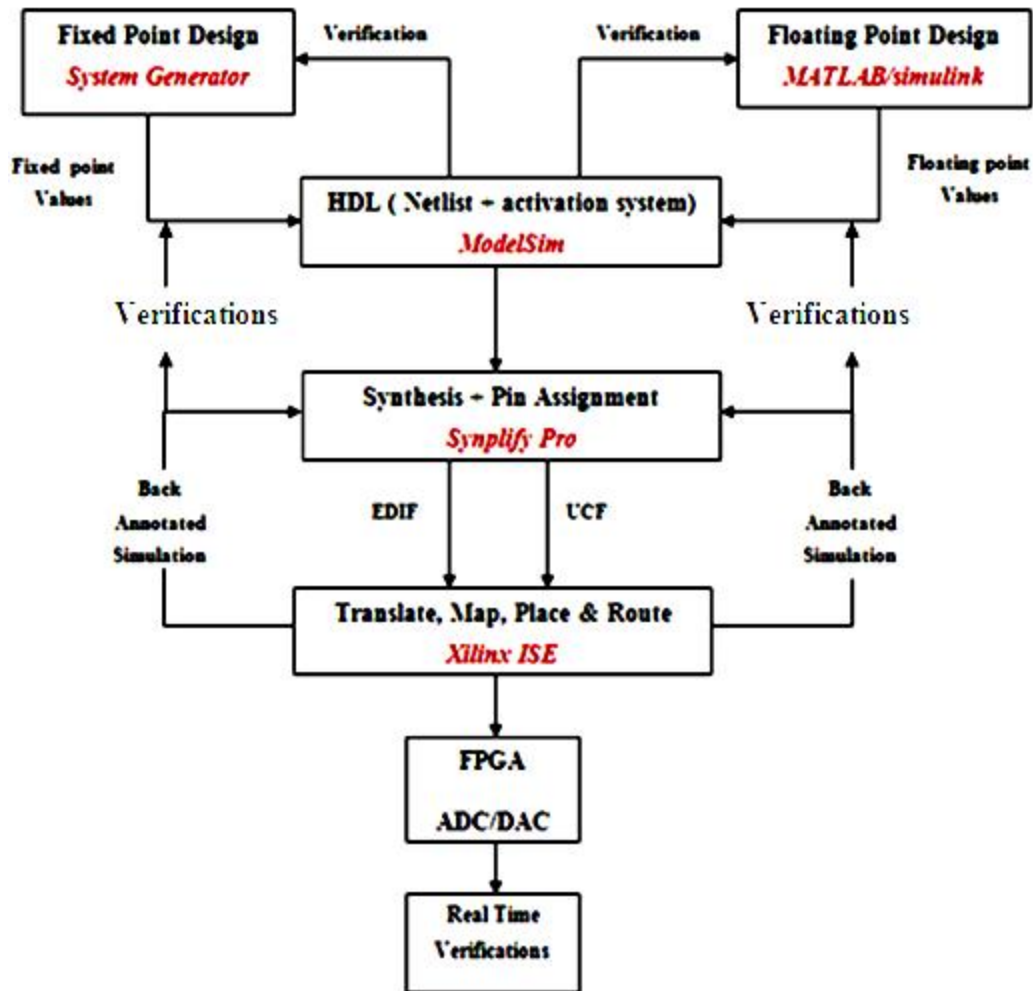 Fixed Point Design
System Generator
Verification
Verification
Floating Point Design
MATLAB/simulink
Fixed point
Values
Floating point
Values
HDL ( Netlist + activation system)
ModelSim
Verifications
Verifications
Synthesis + Pin Assignment
Synplify Pro
Back
Annotated
Simulation
EDIF
UCF
Back
Annotated
Simulation
Translate, Map, Place & Route
Xilinx ISE
FPGA
ADC/DAC
Real Time
Verifications